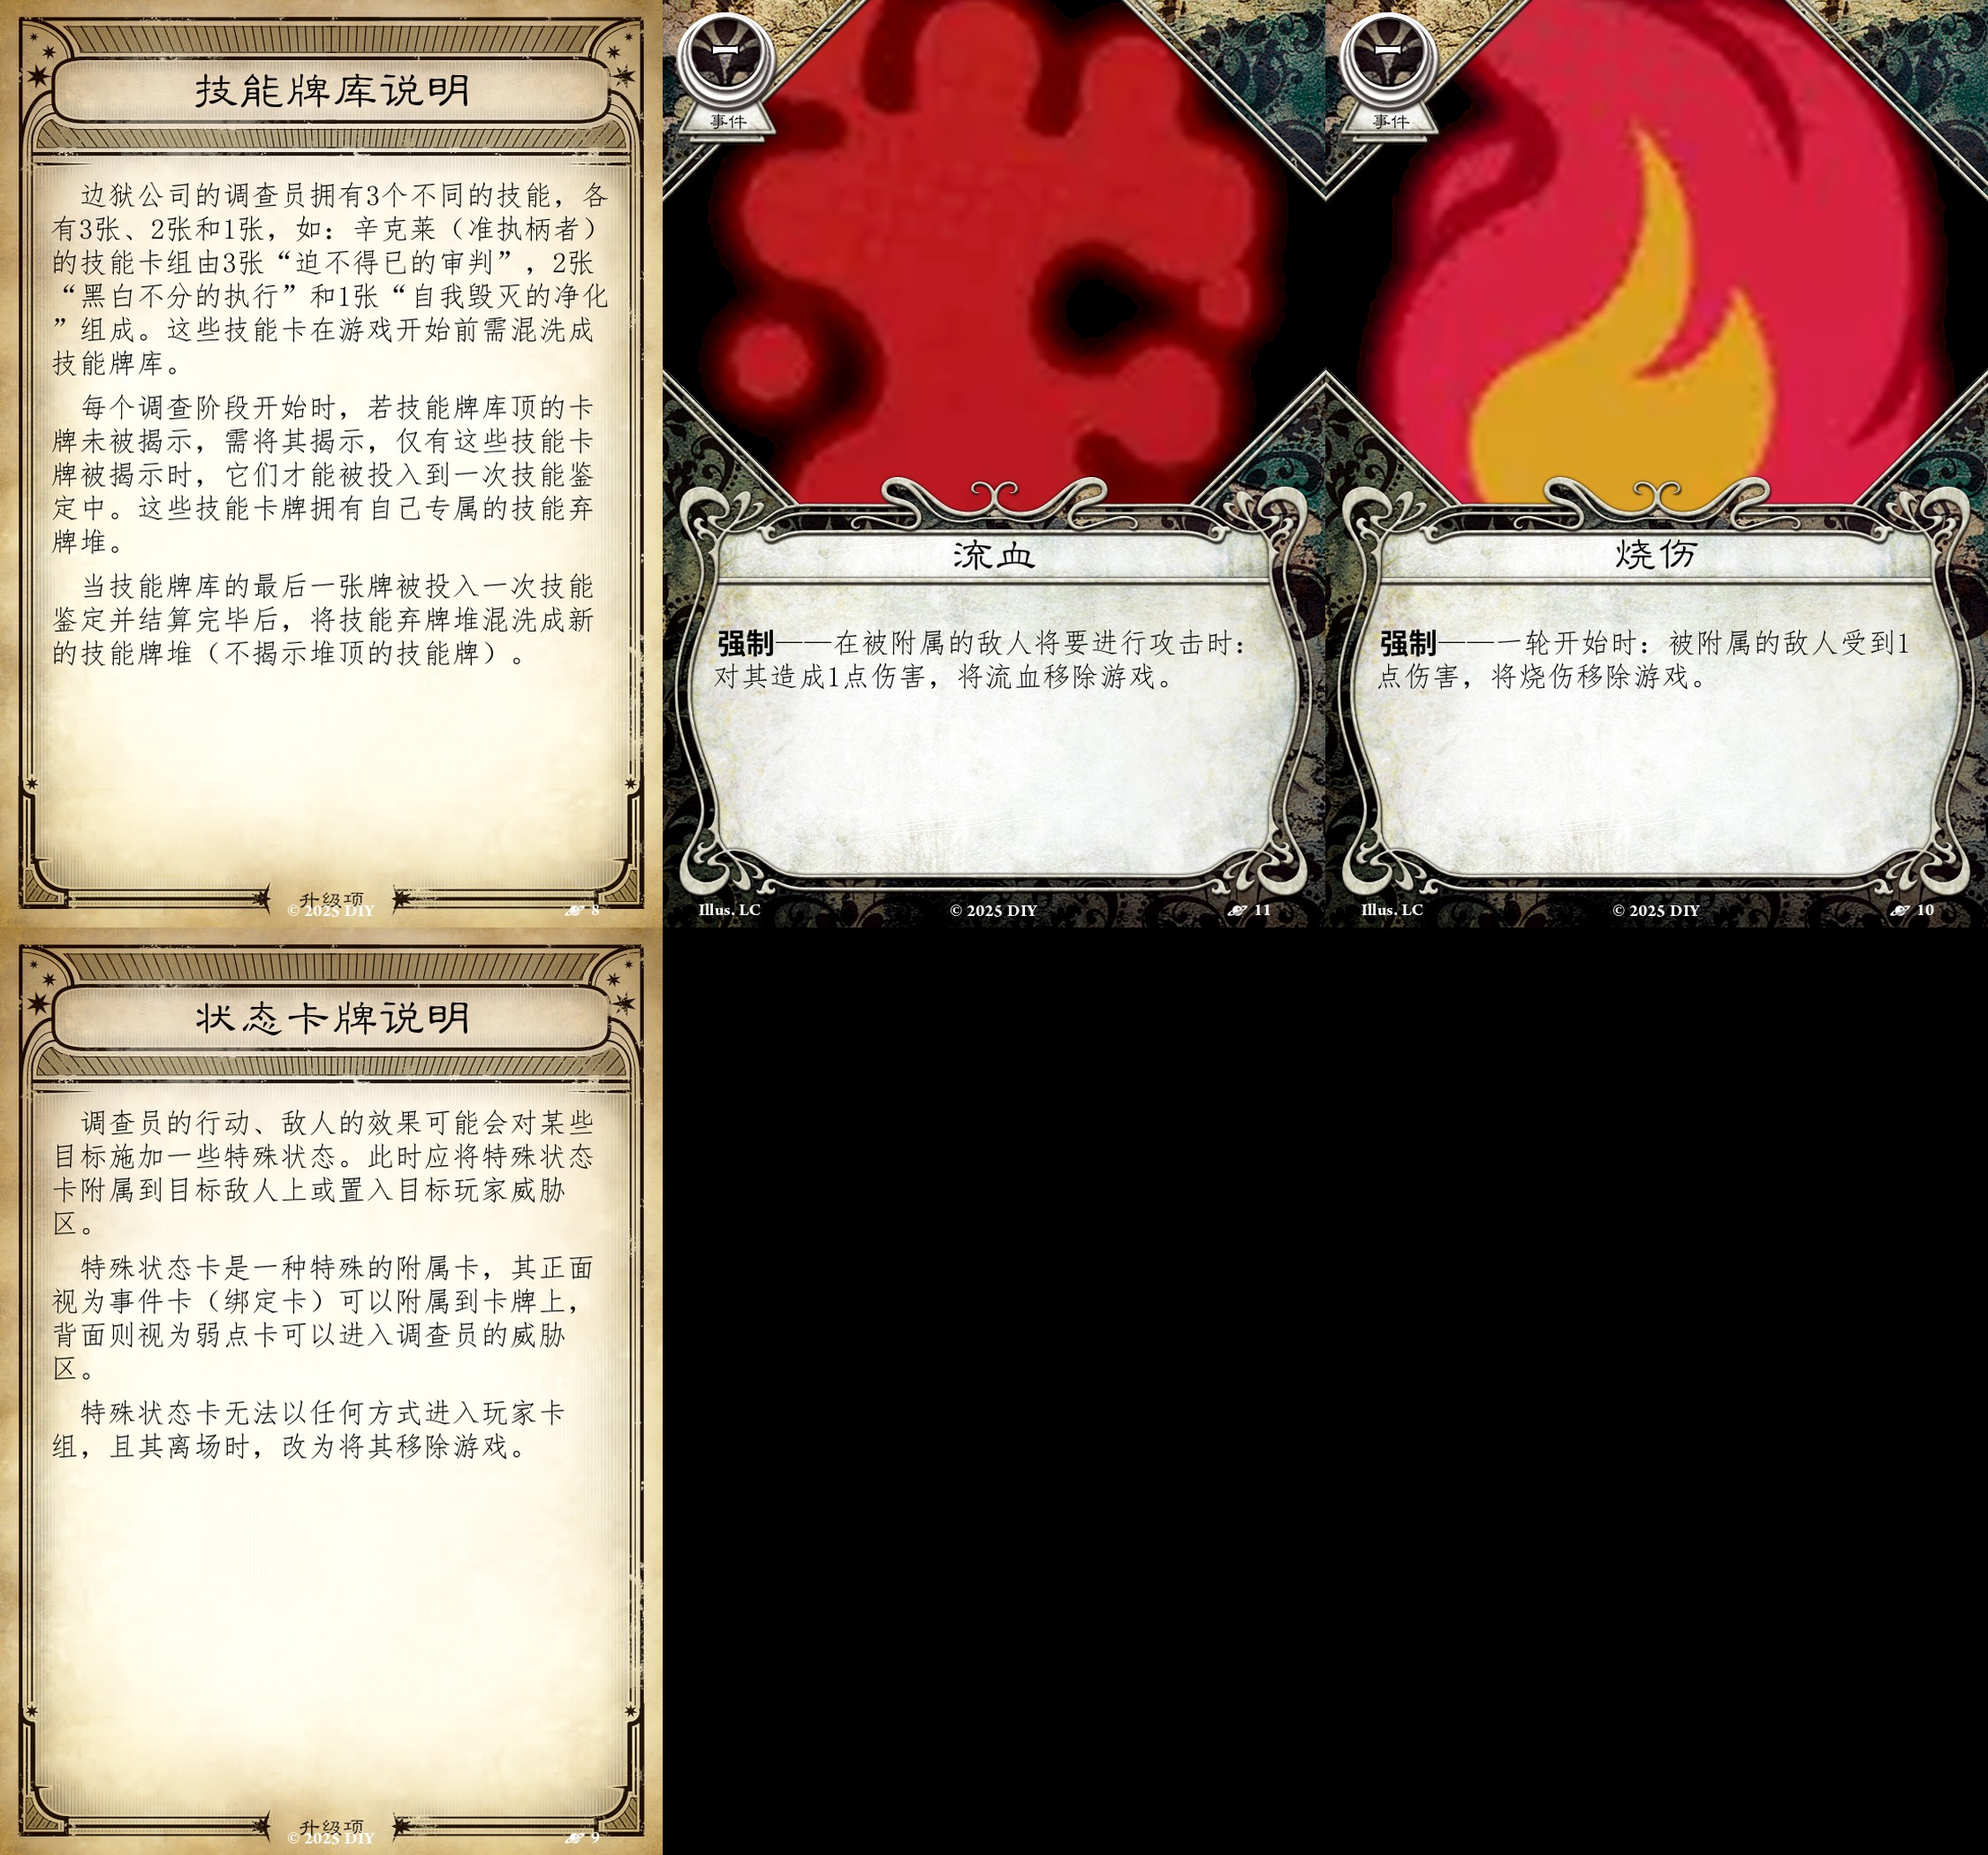 技能牌库说明
边狱公司的调查员拥有3个不同的技能，各
有3张、2张和1张，如：辛克莱（准执柄者）
的技能卡组由3张“迫不得已的审判”，2张
“黑白不分的执行”和1张“自我毁灭的净化
”组成。这些技能卡在游戏开始前需混洗成
技能牌库。
每个调查阶段开始时，若技能牌库顶的卡
牌未被揭示，需将其揭示，仅有这些技能卡
牌被揭示时，它们才能被投入到一次技能鉴
定中。这些技能卡牌拥有自己专属的技能弃
牌堆。
当技能牌库的最后一张牌被投入一次技能
鉴定并结算完毕后，将技能弃牌堆混洗成新
的技能牌堆（不揭示堆顶的技能牌）。
升级项
© 2025 DIY
8
事件
流血
强制——在被附属的敌人将要进行攻击时：
对其造成1点伤害，将流血移除游戏。
Illus. LC
© 2025 DIY
11
事件
烧伤
强制——一轮开始时：被附属的敌人受到1
点伤害，将烧伤移除游戏。
Illus. LC
© 2025 DIY
10
状态卡牌说明
调查员的行动、敌人的效果可能会对某些
目标施加一些特殊状态。此时应将特殊状态
卡附属到目标敌人上或置入目标玩家威胁
区。
特殊状态卡是一种特殊的附属卡，其正面
视为事件卡（绑定卡）可以附属到卡牌上，
背面则视为弱点卡可以进入调查员的威胁
区。
特殊状态卡无法以任何方式进入玩家卡
组，且其离场时，改为将其移除游戏。
升级项
© 2025 DIY
9